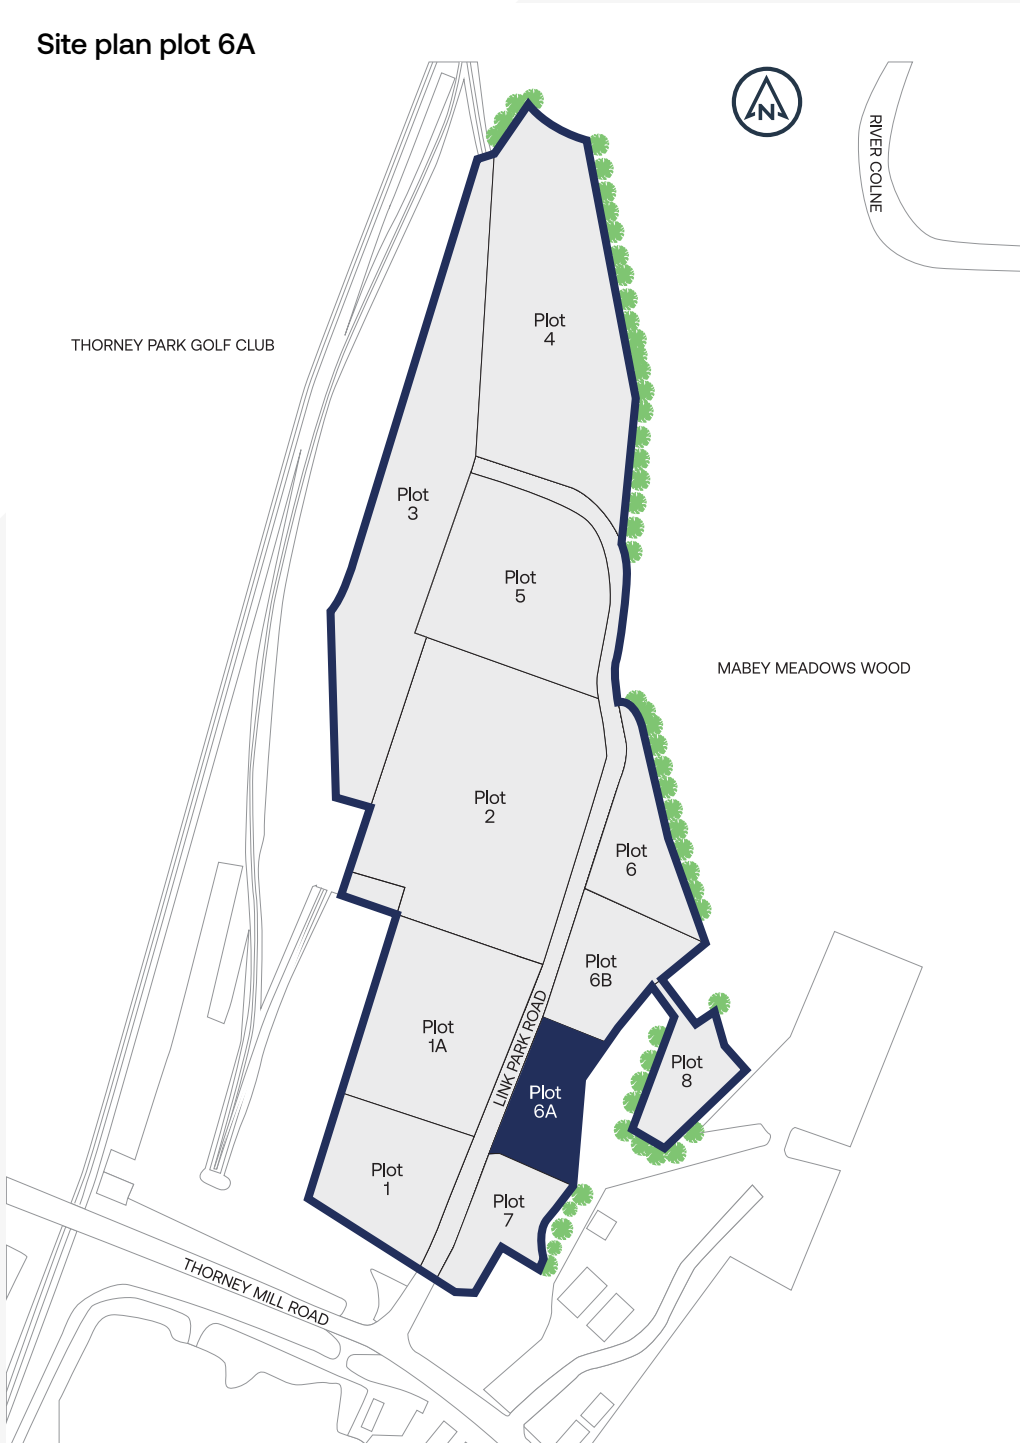 Site plan plot 6A
N
RIVER COLNE
THORNEY PARK GOLF CLUB
Plot
4
Plot
3
Plot
5
MABEY MEADOWS WOOD
Plot
2
Plot
6
Plot
6B
LINK PARK ROAD
Plot
1A
Plot
8
Plot
6A
Plot
1
Plot
7
THORNEY MILL ROAD